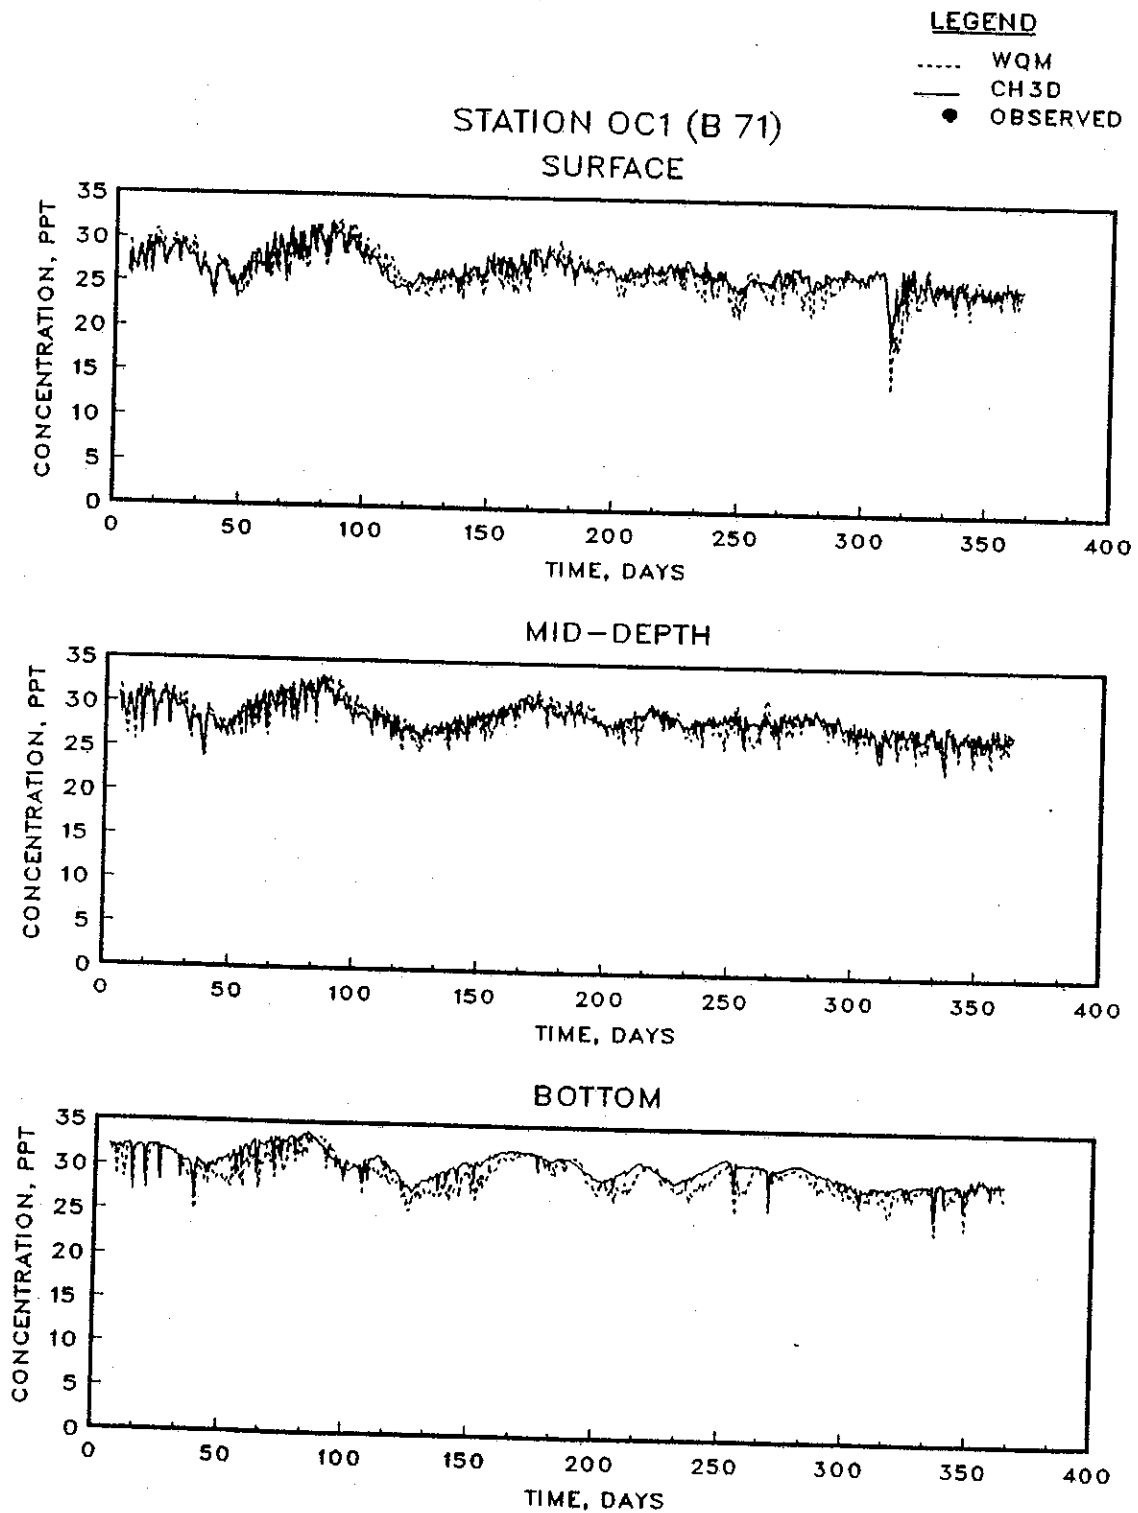 LEGEND
WQM
CH3D
OBSERVED
STATION OC1 (B 71)
SURFACE
CONCENTRATION, PPT
35
30
25
20
15
10
5
0
0 50 100 150 200 250 300 350 400
TIME, DAYS
MID-DEPTH
CONCENTRATION, PPT
35
30
25
20
15
10
5
0
0 50 100 150 200 250 300 350 400
TIME, DAYS
BOTTOM
CONCENTRATION, PPT
35
30
25
20
15
10
5
0
0 50 100 150 200 250 300 350 400
TIME, DAYS